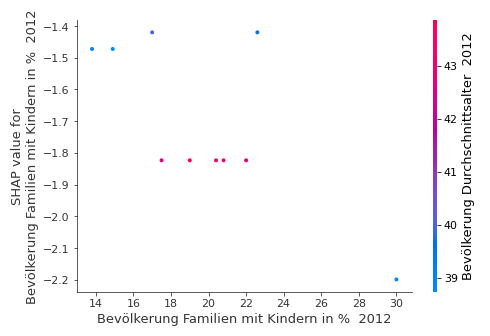 −1.4
−1.5
−1.6
−1.7
−1.8
−1.9
−2.0
−2.1
−2.2
SHAP value for
Bevölkerung Familien mit Kindern in %  2012
14 16 18 20 22 24 26 28 30
Bevölkerung Familien mit Kindern in %  2012
43
42
41
40
39
Bevölkerung Durchschnittsalter  2012